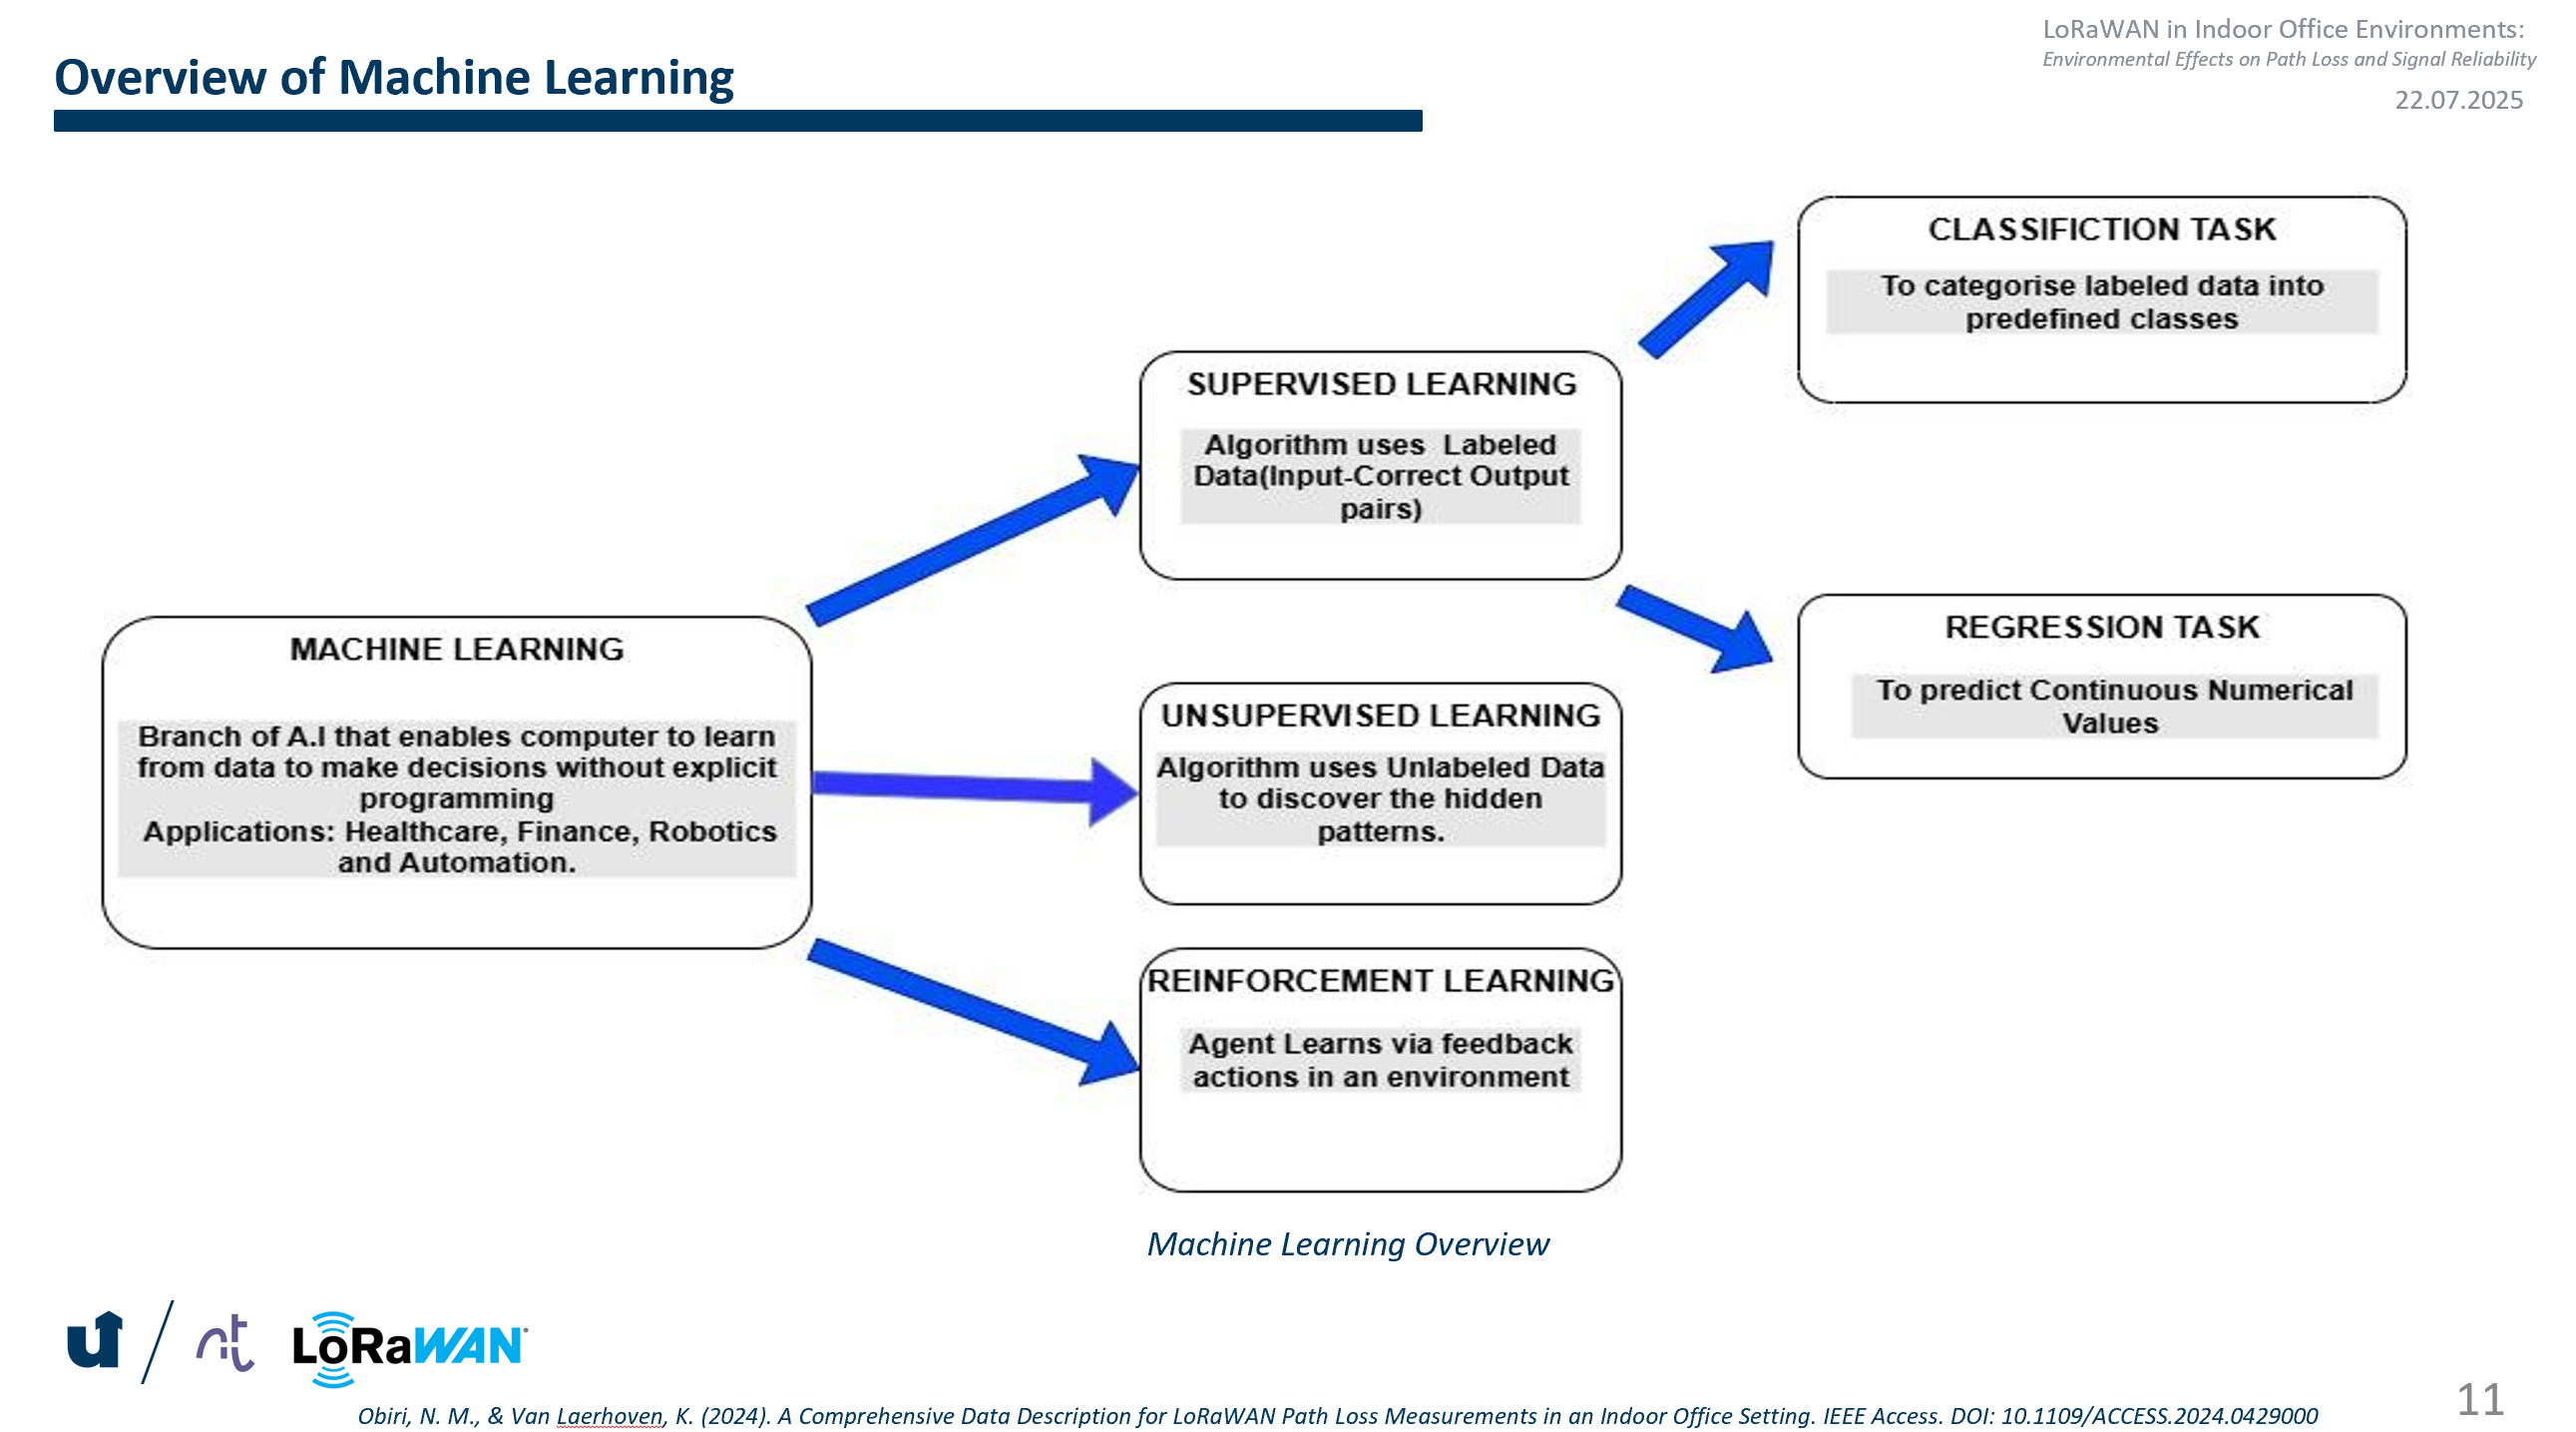 LoRaWAN in Indoor Office Environments:
Environmental Effects on Path Loss and Signal Reliability
22.07.2025
Overview of Machine Learning
MACHINE LEARNING
Branch of A.I that enables computer to learn
from data to make decisions without explicit
programming
Applications: Healthcare, Finance, Robotics
and Automation.
SUPERVISED LEARNING
Algorithm uses  Labeled
Data(Input-Correct Output
pairs)
UNSUPERVISED LEARNING
Algorithm uses Unlabeled Data
to discover the hidden
patterns.
REINFORCEMENT LEARNING
Agent Learns via feedback
actions in an environment
CLASSIFICTION TASK
To categorise labeled data into
predefined classes
REGRESSION TASK
To predict Continuous Numerical
Values
Machine Learning Overview
LoRaWAN
Obiri, N. M., & Van Laerhoven, K. (2024). A Comprehensive Data Description for LoRaWAN Path Loss Measurements in an Indoor Office Setting. IEEE Access. DOI: 10.1109/ACCESS.2024.0429000
11